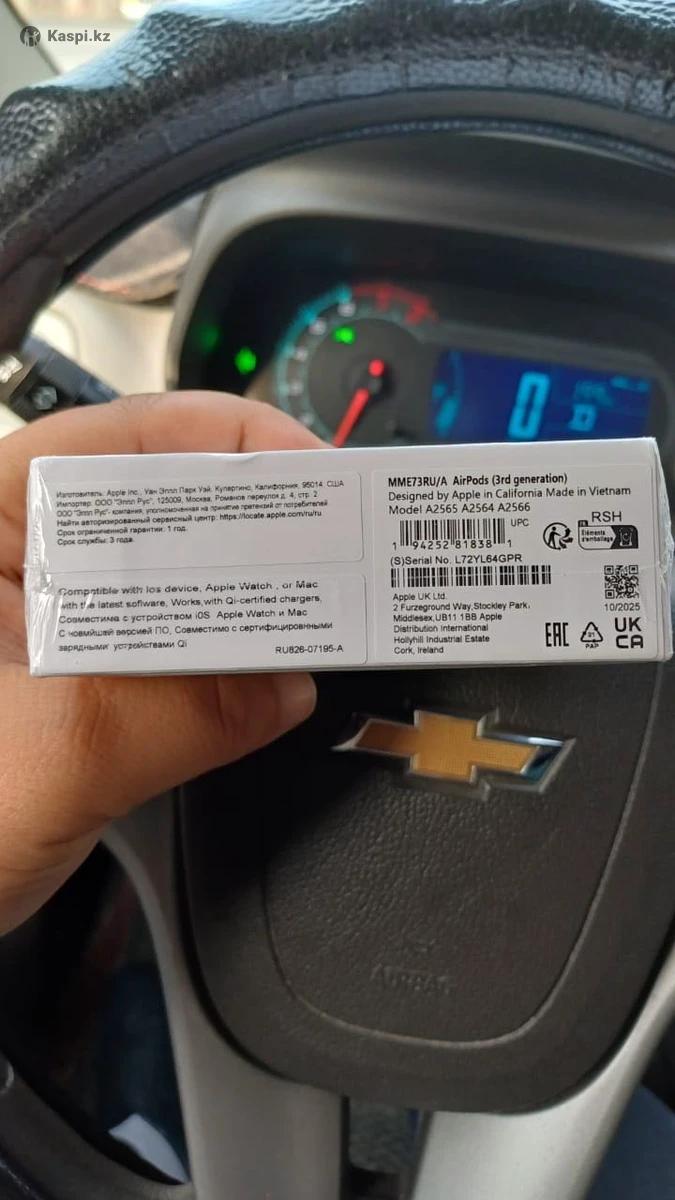 Kaspi.kz
0
Изготовитель: Apple Inc., Уан Эппл Парк Уэй, Купертино, Калифорния, 95014, США
Импортер: ООО "Эппл Рус", 125009, Москва, Романов переулок д. 4, стр. 2
ООО "Эппл Рус"- компания, уполномоченная на принятие претензий от потребителей
Найти авторизированный сервисный центр: https://locate.apple.com/ru/ru
Срок ограниченной гарантии: 1 год.
Срок службы: 3 года.
Compatible with Ios device, Apple Watch , or Mac
with the latest software, Works,with Qi-certified chargers,
Совместима с устройством iOS Apple Watch и Mac
С новмйшей версией ПО, Совместимо с сертифицированными
зарядными устройствами Qi
RU826-07195-A
MME73RU/A AirPods (3rd generation)
Designed by Apple in California Made in Vietnam
Model A2565 A2564 A2566
UPC
1 94252 81838 1
(S)Serial No. L72YL64GPR
FR
RSH
Éléments
d'emballage
Apple UK Ltd.
2 Furzeground Way,Stockley Park,
Middlesex,UB11 1BB Apple
Distribution International
Hollyhill Industrial Estate
Cork, Ireland
10/2025
EAC
21
PAP
UK
CA
AIRBAG